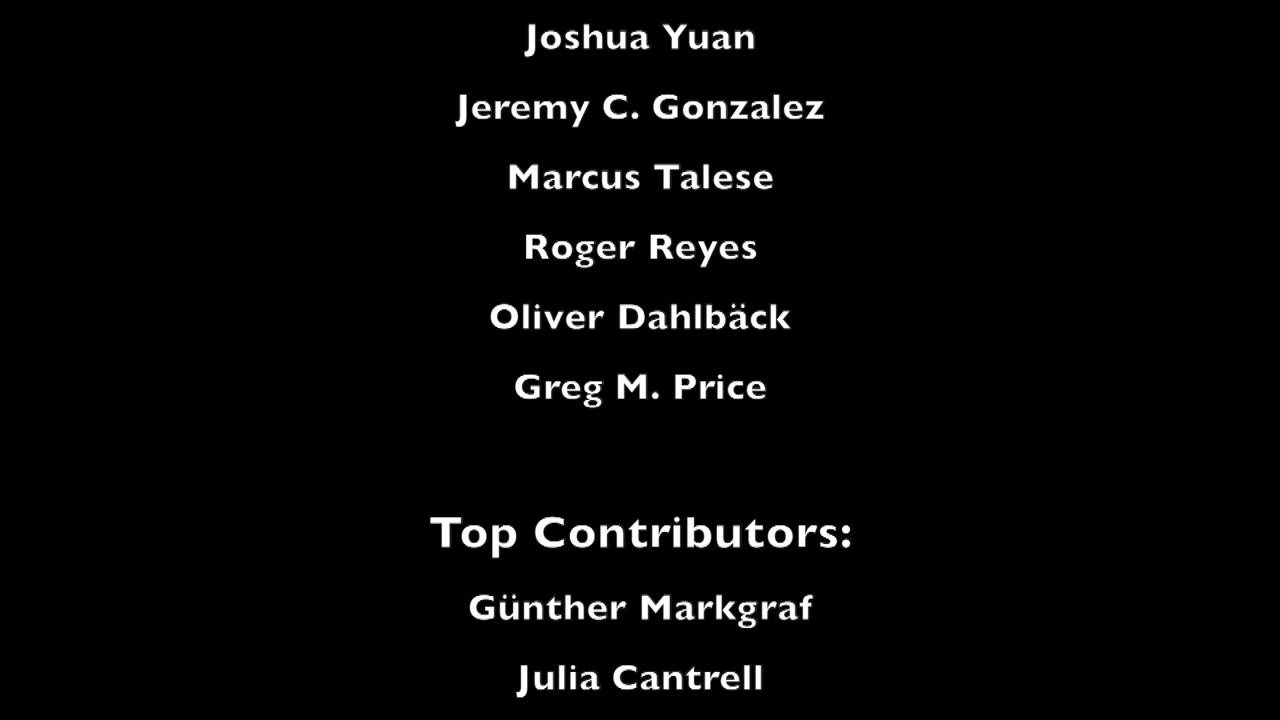 Joshua Yuan
Jeremy C. Gonzalez
Marcus Talese
Roger Reyes
Oliver Dahlbäck
Greg M. Price
Top Contributors:
Günther Markgraf
Julia Cantrell